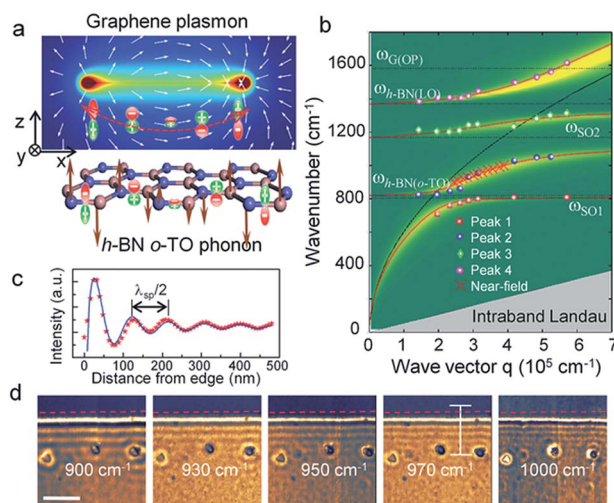 a
Graphene plasmon
z
y
x
h-BN o-TO phonon
b
Wavenumber (cm⁻¹)
1600
1200
800
400
0
ω_G(OP)
ω_h-BN(LO)
ω_SO2
ω_h-BN(o-TO)
ω_SO1
Peak 1
Peak 2
Peak 3
Peak 4
Near-field
Intraband Landau
0 1 2 3 4 5 6 7
Wave vector q (10⁵ cm⁻¹)
c
Intensity (a.u.)
λ_sp/2
0 100 200 300 400 500
Distance from edge (nm)
d
900 cm⁻¹
930 cm⁻¹
950 cm⁻¹
970 cm⁻¹
1000 cm⁻¹